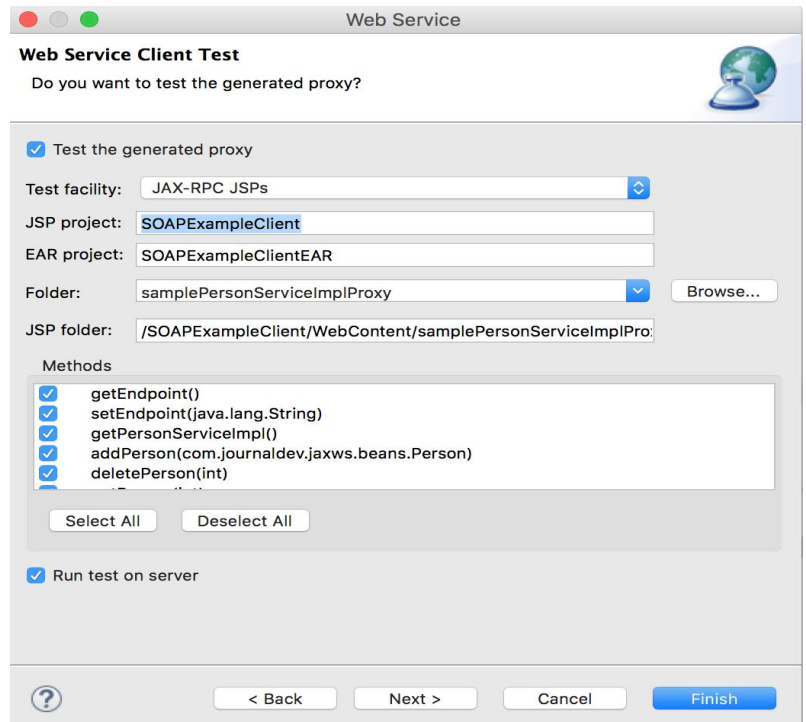 Web Service
Web Service Client Test
Do you want to test the generated proxy?
Test the generated proxy
Test facility: JAX-RPC JSPs
JSP project: SOAPExampleClient
EAR project: SOAPExampleClientEAR
Folder: samplePersonServiceImplProxy Browse...
JSP folder: /SOAPExampleClient/WebContent/samplePersonServiceImplPro
Methods
getEndpoint()
setEndpoint(java.lang.String)
getPersonServiceImpl()
addPerson(com.journaldev.jaxws.beans.Person)
deletePerson(int)
Select All Deselect All
Run test on server
? < Back Next > Cancel Finish